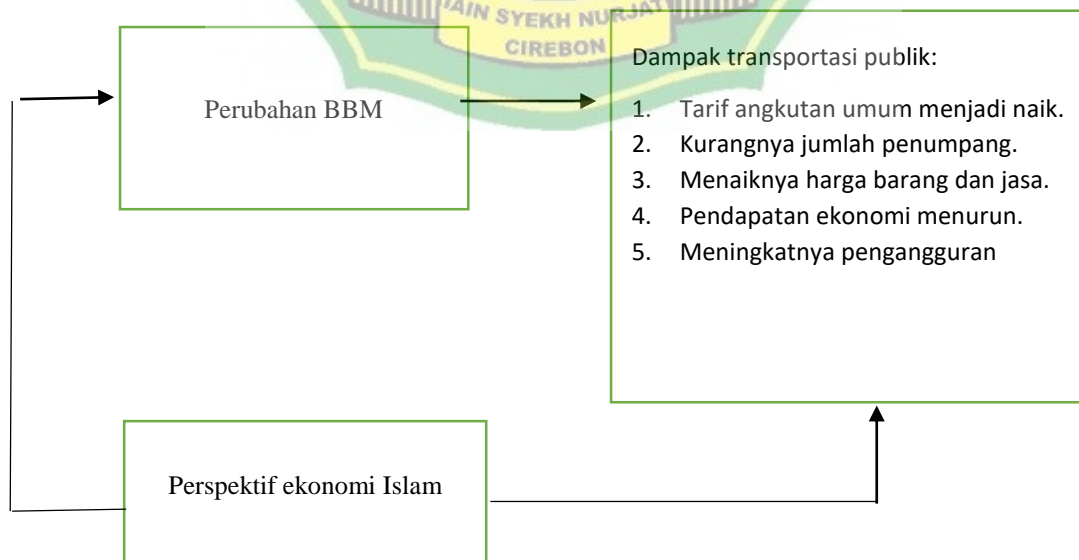 IAIN SYEKH NURJATI
CIREBON
Perubahan BBM
Dampak transportasi publik:
1. Tarif angkutan umum menjadi naik.
2. Kurangnya jumlah penumpang.
3. Menaiknya harga barang dan jasa.
4. Pendapatan ekonomi menurun.
5. Meningkatnya pengangguran
Perspektif ekonomi Islam